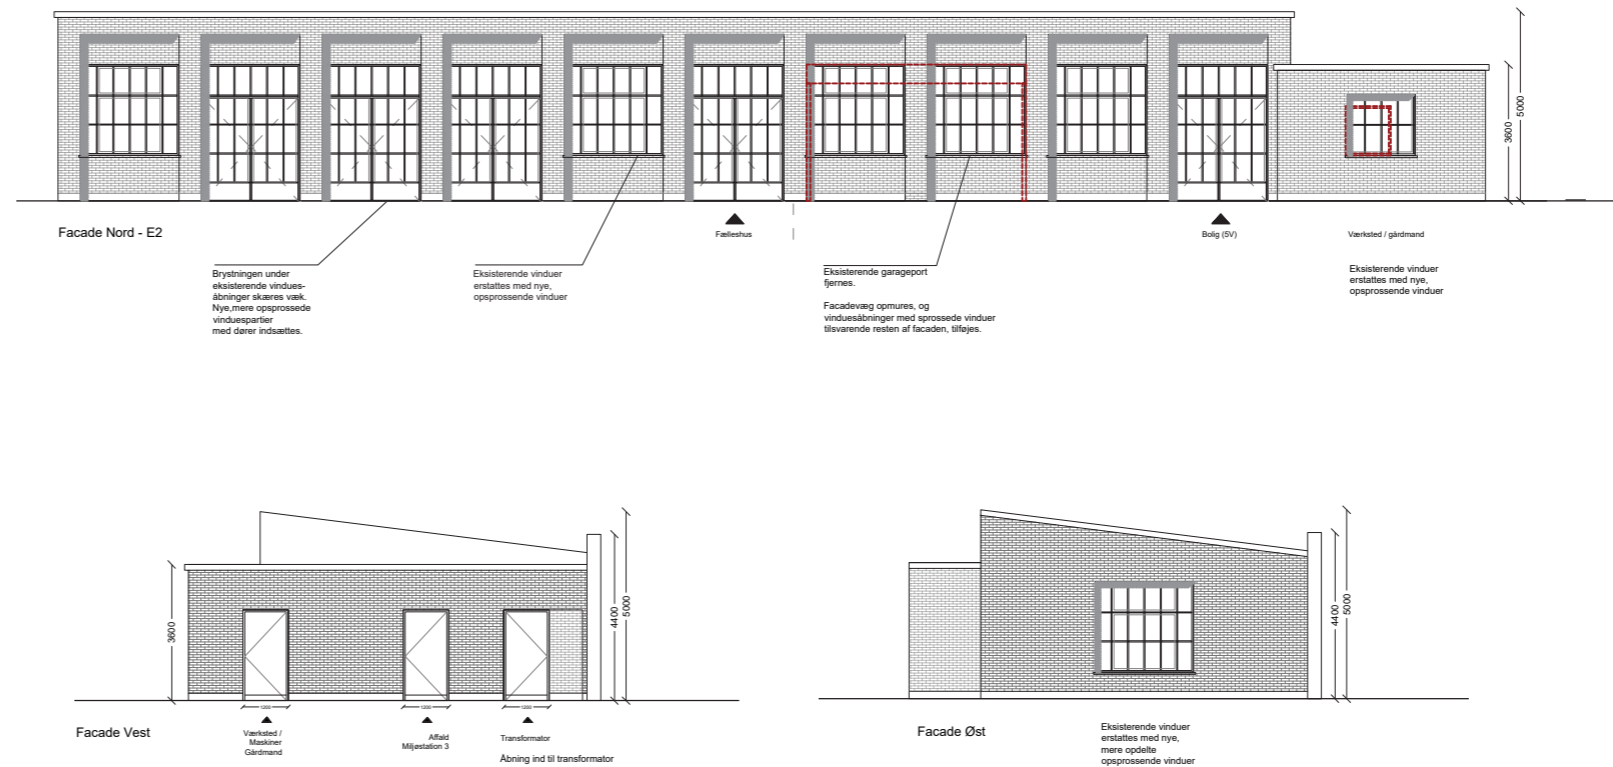 5000
3600
Facade Nord - E2
Fælleshus
Bolig (5V)
Værksted / gårdmand
Brystningen under
eksisterende vindues-
åbninger skæres væk.
Nye,mere opsprossede
vinduespartier
med dører indsættes.
Eksisterende vinduer
erstattes med nye,
opsprossende vinduer
Eksisterende garageport
fjernes.
Facadevæg opmures, og
vinduesåbninger med sprossede vinduer
tilsvarende resten af facaden, tilføjes.
Eksisterende vinduer
erstattes med nye,
opsprossende vinduer
3600
4400
5000
1200
1200
1200
Facade Vest
Værksted /
Maskiner
Gårdmand
Affald
Miljøstation 3
Transformator
Åbning ind til transformator
4400
5000
Facade Øst
Eksisterende vinduer
erstattes med nye,
mere opdelte
opsprossende vinduer